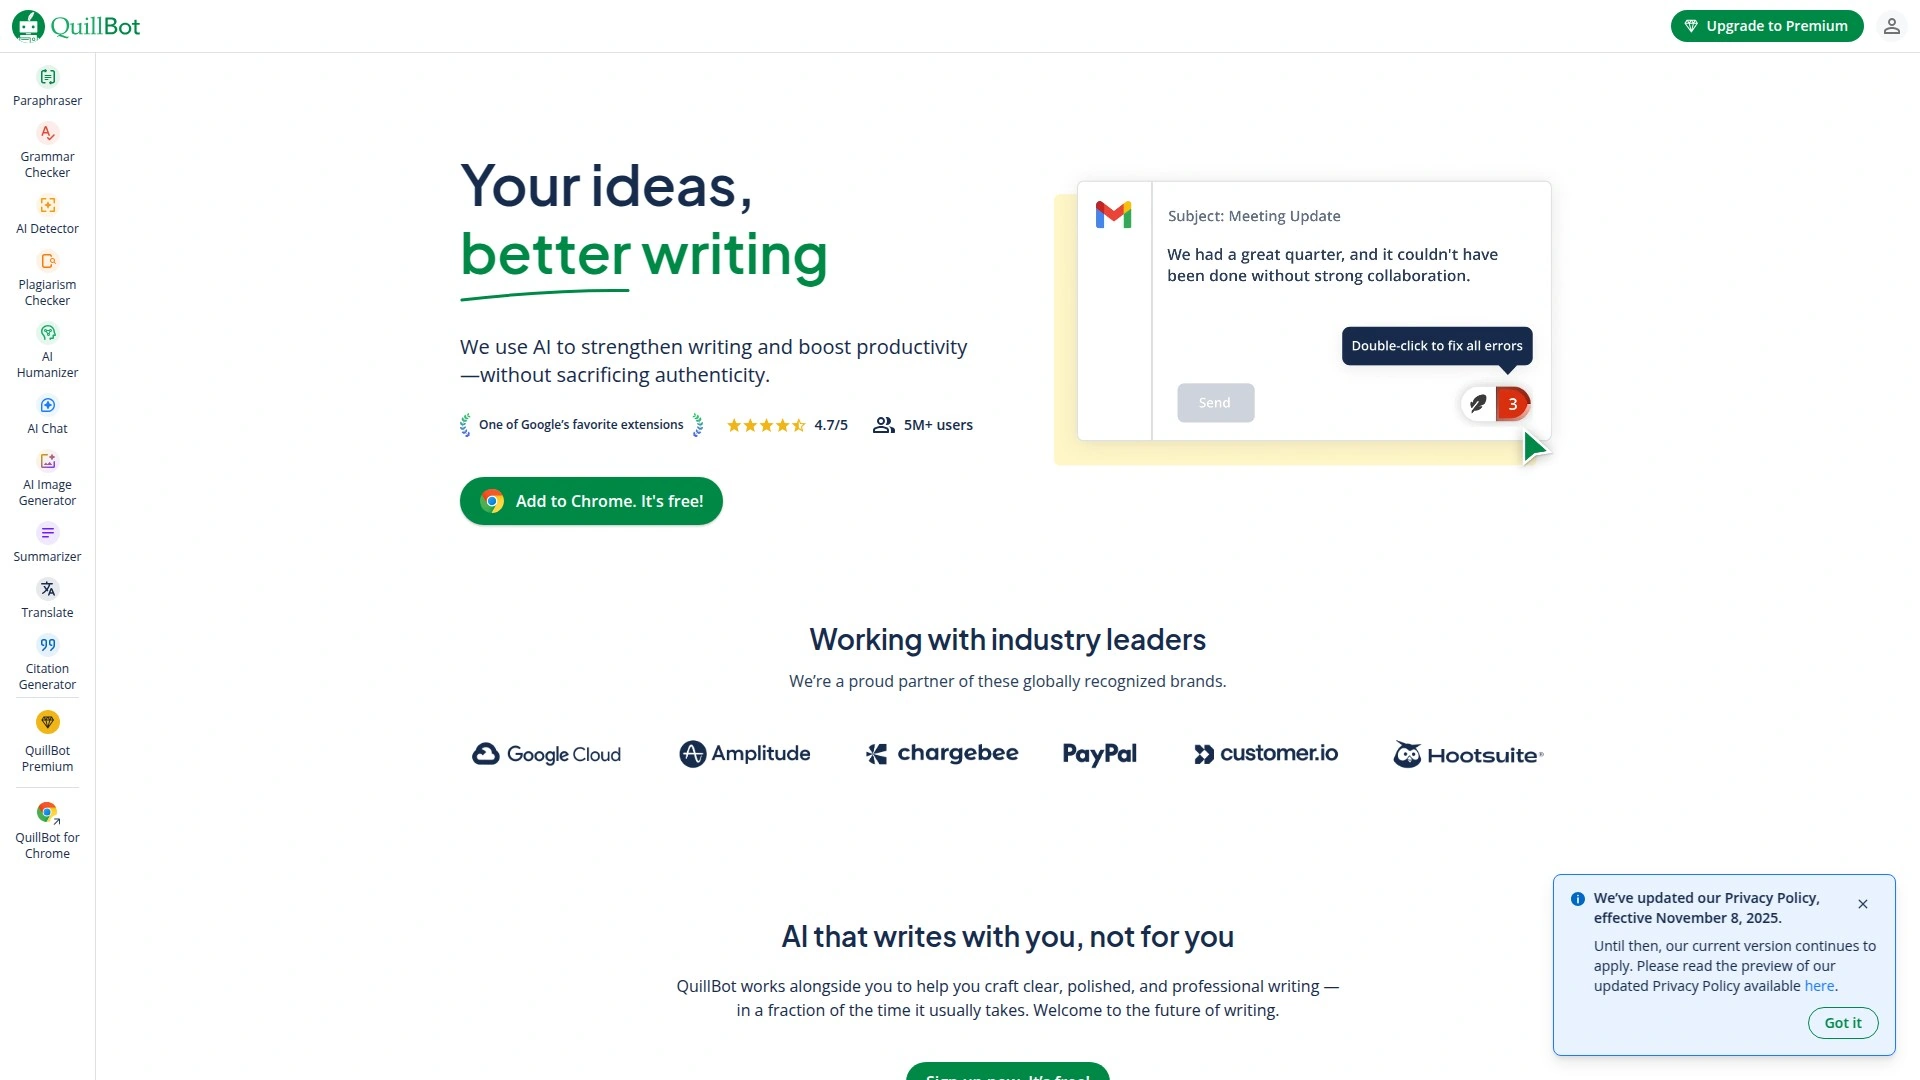 QuillBot
Upgrade to Premium
Paraphraser
Grammar
Checker
AI Detector
Plagiarism
Checker
AI
Humanizer
AI Chat
AI Image
Generator
Summarizer
Translate
Citation
Generator
QuillBot
Premium
QuillBot for
Chrome
Your ideas,
better writing
We use AI to strengthen writing and boost productivity
—without sacrificing authenticity.
One of Google’s favorite extensions
4.7/5
5M+ users
Add to Chrome. It's free!
Subject: Meeting Update
We had a great quarter, and it couldn't have
been done without strong collaboration.
Double-click to fix all errors
Send
3
Working with industry leaders
We’re a proud partner of these globally recognized brands.
Google Cloud
Amplitude
chargebee
PayPal
customer.io
Hootsuite®
AI that writes with you, not for you
QuillBot works alongside you to help you craft clear, polished, and professional writing —
in a fraction of the time it usually takes. Welcome to the future of writing.
Sign up now. It's free!
We’ve updated our Privacy Policy,
effective November 8, 2025.
Until then, our current version continues to
apply. Please read the preview of our
updated Privacy Policy available here.
Got it